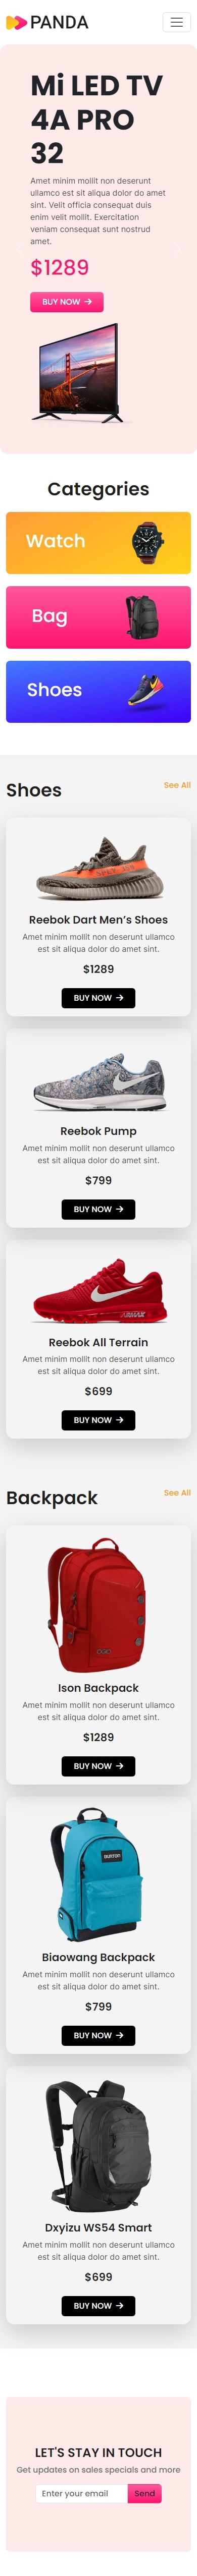 PANDA
Mi LED TV
4A PRO
32
Amet minim mollit non deserunt
ullamco est sit aliqua dolor do amet
sint. Velit officia consequat duis
enim velit mollit. Exercitation
veniam consequat sunt nostrud
amet.
$1289
BUY NOW →
Categories
Watch
Bag
Shoes
Shoes
See All
Reebok Dart Men's Shoes
Amet minim mollit non deserunt ullamco
est sit aliqua dolor do amet sint.
$1289
BUY NOW →
Reebok Pump
Amet minim mollit non deserunt ullamco
est sit aliqua dolor do amet sint.
$799
BUY NOW →
Reebok All Terrain
Amet minim mollit non deserunt ullamco
est sit aliqua dolor do amet sint.
$699
BUY NOW →
Backpack
See All
Ison Backpack
Amet minim mollit non deserunt ullamco
est sit aliqua dolor do amet sint.
$1289
BUY NOW →
BURTON
Biaowang Backpack
Amet minim mollit non deserunt ullamco
est sit aliqua dolor do amet sint.
$799
BUY NOW →
Dxyizu WS54 Smart
Amet minim mollit non deserunt ullamco
est sit aliqua dolor do amet sint.
$699
BUY NOW →
LET'S STAY IN TOUCH
Get updates on sales specials and more
Enter your email
Send